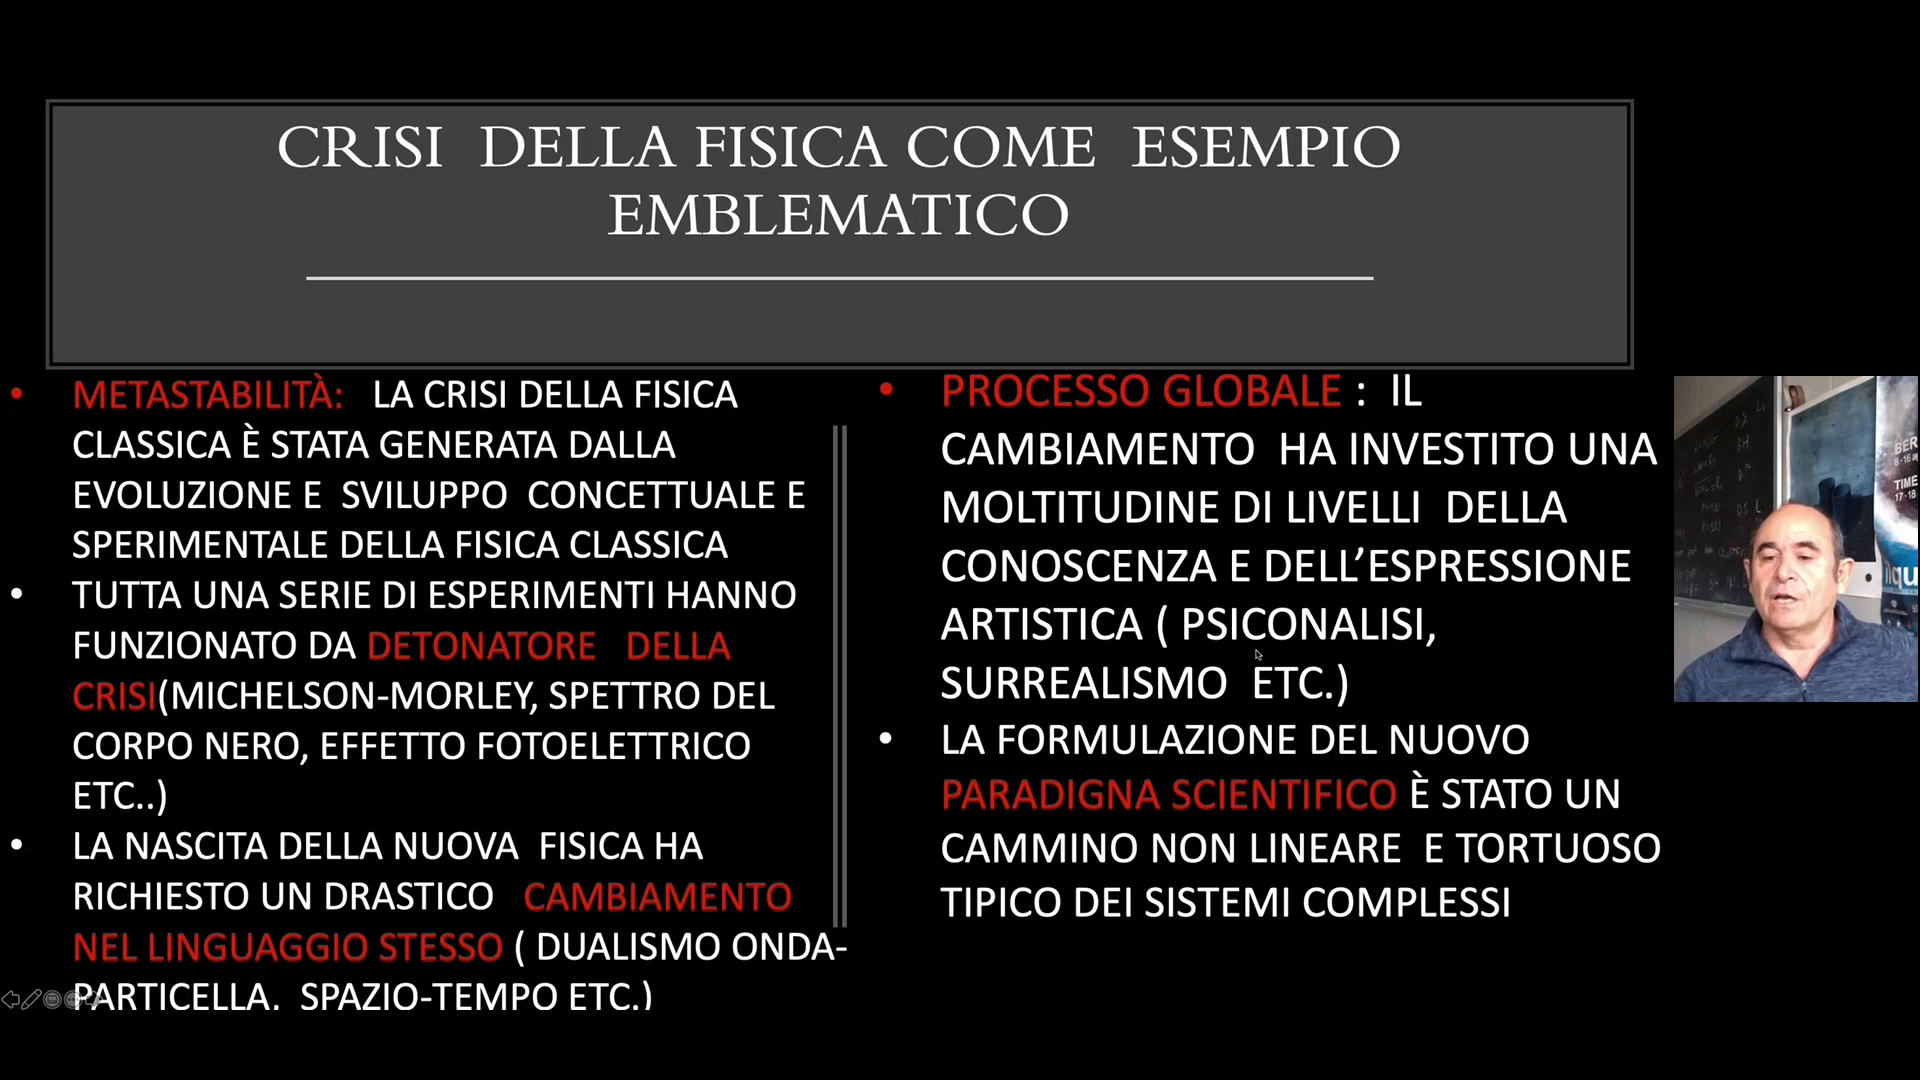 CRISI DELLA FISICA COME ESEMPIO
EMBLEMATICO
• METASTABILITÀ: LA CRISI DELLA FISICA
CLASSICA È STATA GENERATA DALLA
EVOLUZIONE E SVILUPPO CONCETTUALE E
SPERIMENTALE DELLA FISICA CLASSICA
• TUTTA UNA SERIE DI ESPERIMENTI HANNO
FUNZIONATO DA DETONATORE DELLA
CRISI(MICHELSON-MORLEY, SPETTRO DEL
CORPO NERO, EFFETTO FOTOELETTRICO
ETC..)
• LA NASCITA DELLA NUOVA FISICA HA
RICHIESTO UN DRASTICO CAMBIAMENTO
NEL LINGUAGGIO STESSO ( DUALISMO ONDA-
PARTICELLA. SPAZIO-TEMPO ETC.)
• PROCESSO GLOBALE : IL
CAMBIAMENTO HA INVESTITO UNA
MOLTITUDINE DI LIVELLI DELLA
CONOSCENZA E DELL’ESPRESSIONE
ARTISTICA ( PSICONALISI,
SURREALISMO ETC.)
• LA FORMULAZIONE DEL NUOVO
PARADIGNA SCIENTIFICO È STATO UN
CAMMINO NON LINEARE E TORTUOSO
TIPICO DEI SISTEMI COMPLESSI
BER
TIME
17-18